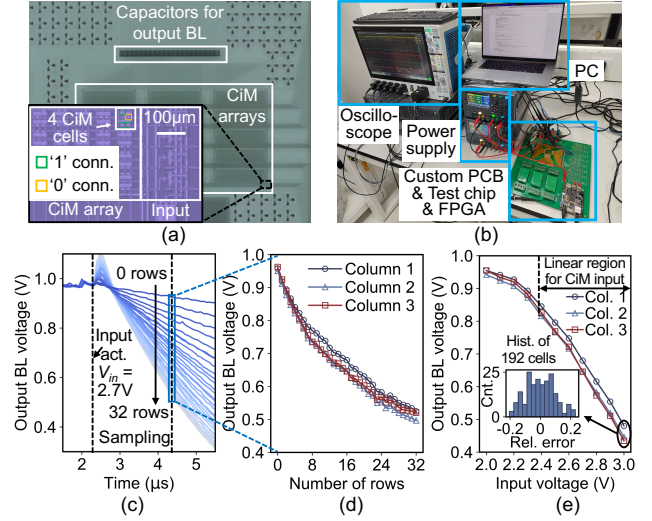 Capacitors for
output BL
CiM
arrays
4 CiM
cells
100μm
'1' conn.
'0' conn.
CiM array
Input
(a)
PC
Oscillo-
scope
Power
supply
Custom PCB
& Test chip
& FPGA
(b)
Output BL voltage (V)
1.0
0.8
0.6
0.4
0 rows
Input
act.
Vin =
2.7V
32 rows
Sampling
2
3
4
5
Time (μs)
(c)
Output BL voltage (V)
1.0
0.9
0.8
0.7
0.6
0.5
0.4
Column 1
Column 2
Column 3
0
8
16
24
32
Number of rows
(d)
Output BL voltage (V)
1.0
0.9
0.8
0.7
0.6
0.5
0.4
Linear region
for CiM input
Col. 1
Col. 2
Col. 3
Hist. of
192 cells
Cnt.
25
0
-0.2
0
0.2
Rel. error
2.0
2.2
2.4
2.6
2.8
3.0
Input voltage (V)
(e)